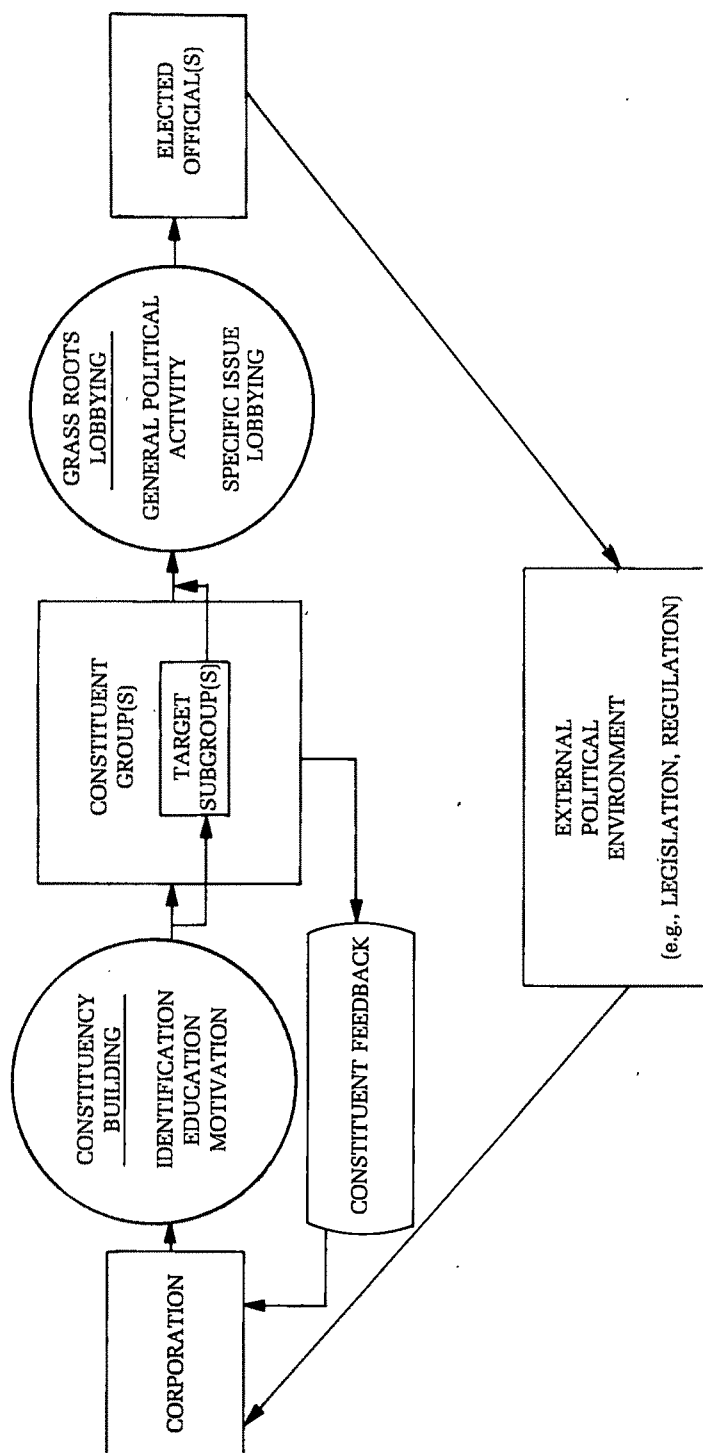 CORPORATION
CONSTITUENCY
BUILDING
IDENTIFICATION
EDUCATION
MOTIVATION
CONSTITUENT
GROUP(S)
TARGET
SUBGROUP(S)
GRASS ROOTS
LOBBYING
GENERAL POLITICAL
ACTIVITY
SPECIFIC ISSUE
LOBBYING
ELECTED
OFFICIAL(S)
CONSTITUENT FEEDBACK
EXTERNAL
POLITICAL
ENVIRONMENT
(e.g., LEGISLATION, REGULATION)